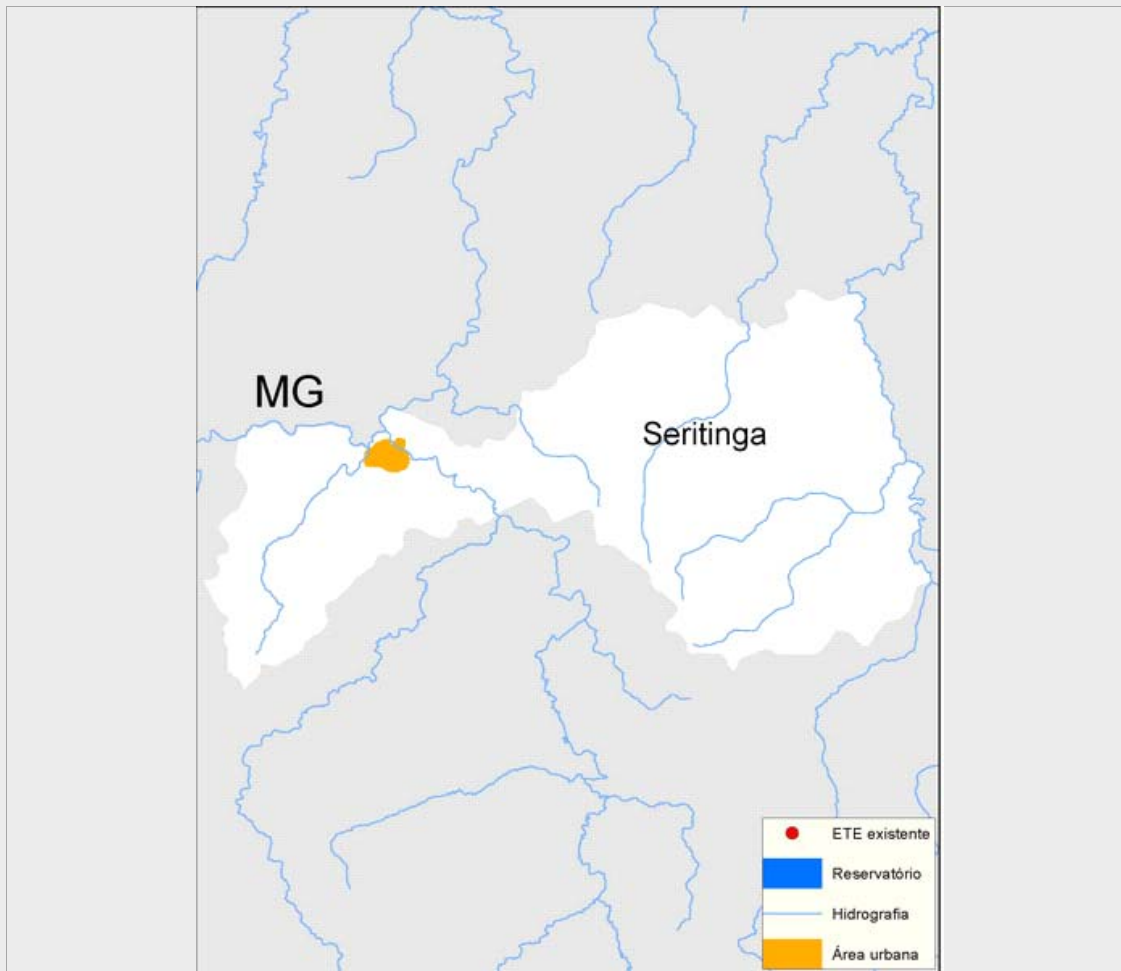 MG
Seritinga
ETE existente
Reservatório
Hidrografia
Área urbana